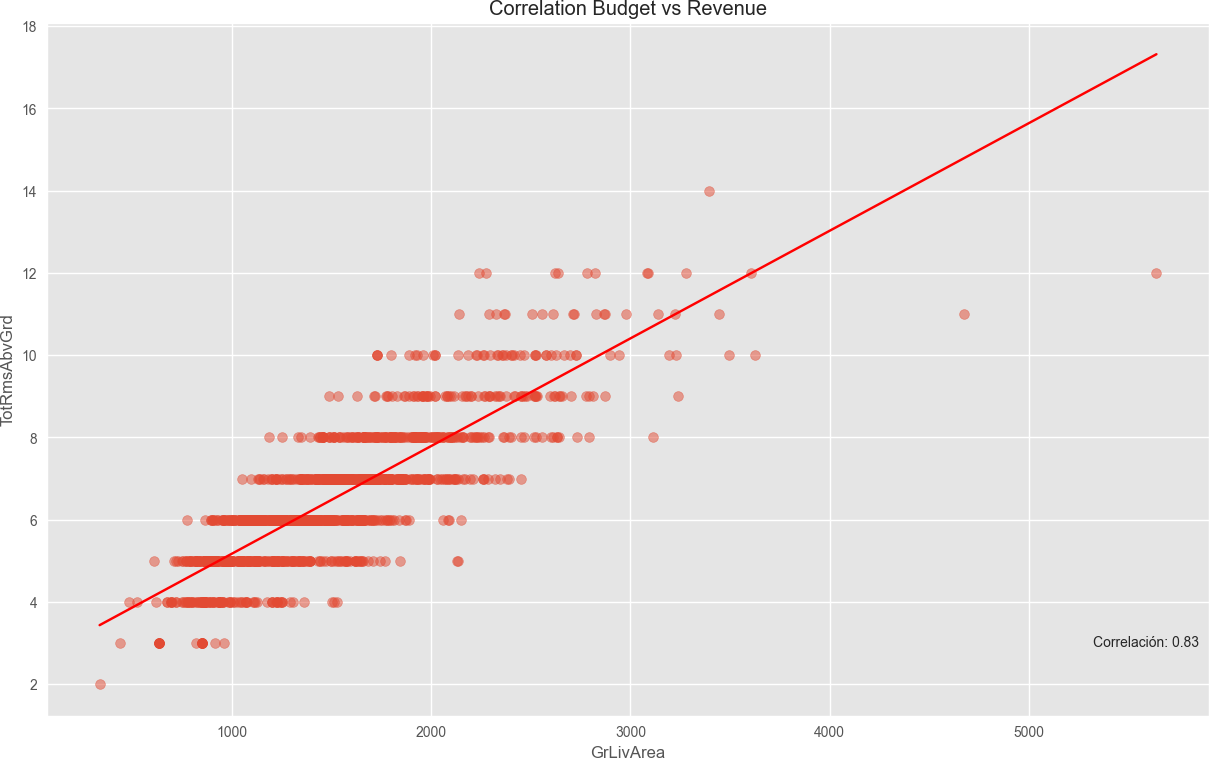 Correlation Budget vs Revenue
18
16
14
12
10
8
6
4
2
TotRmsAbvGrd
Correlación: 0.83
1000 2000 3000 4000 5000
GrLivArea